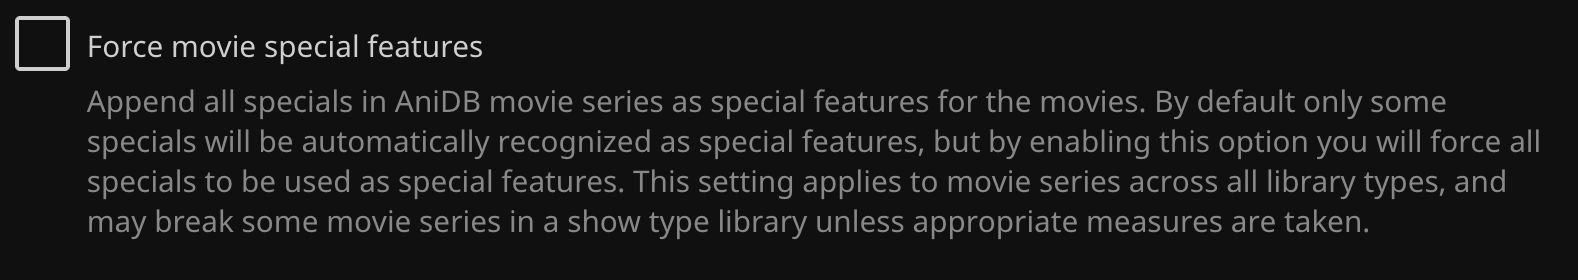 Force movie special features
Append all specials in AniDB movie series as special features for the movies. By default only some
specials will be automatically recognized as special features, but by enabling this option you will force all
specials to be used as special features. This setting applies to movie series across all library types, and
may break some movie series in a show type library unless appropriate measures are taken.